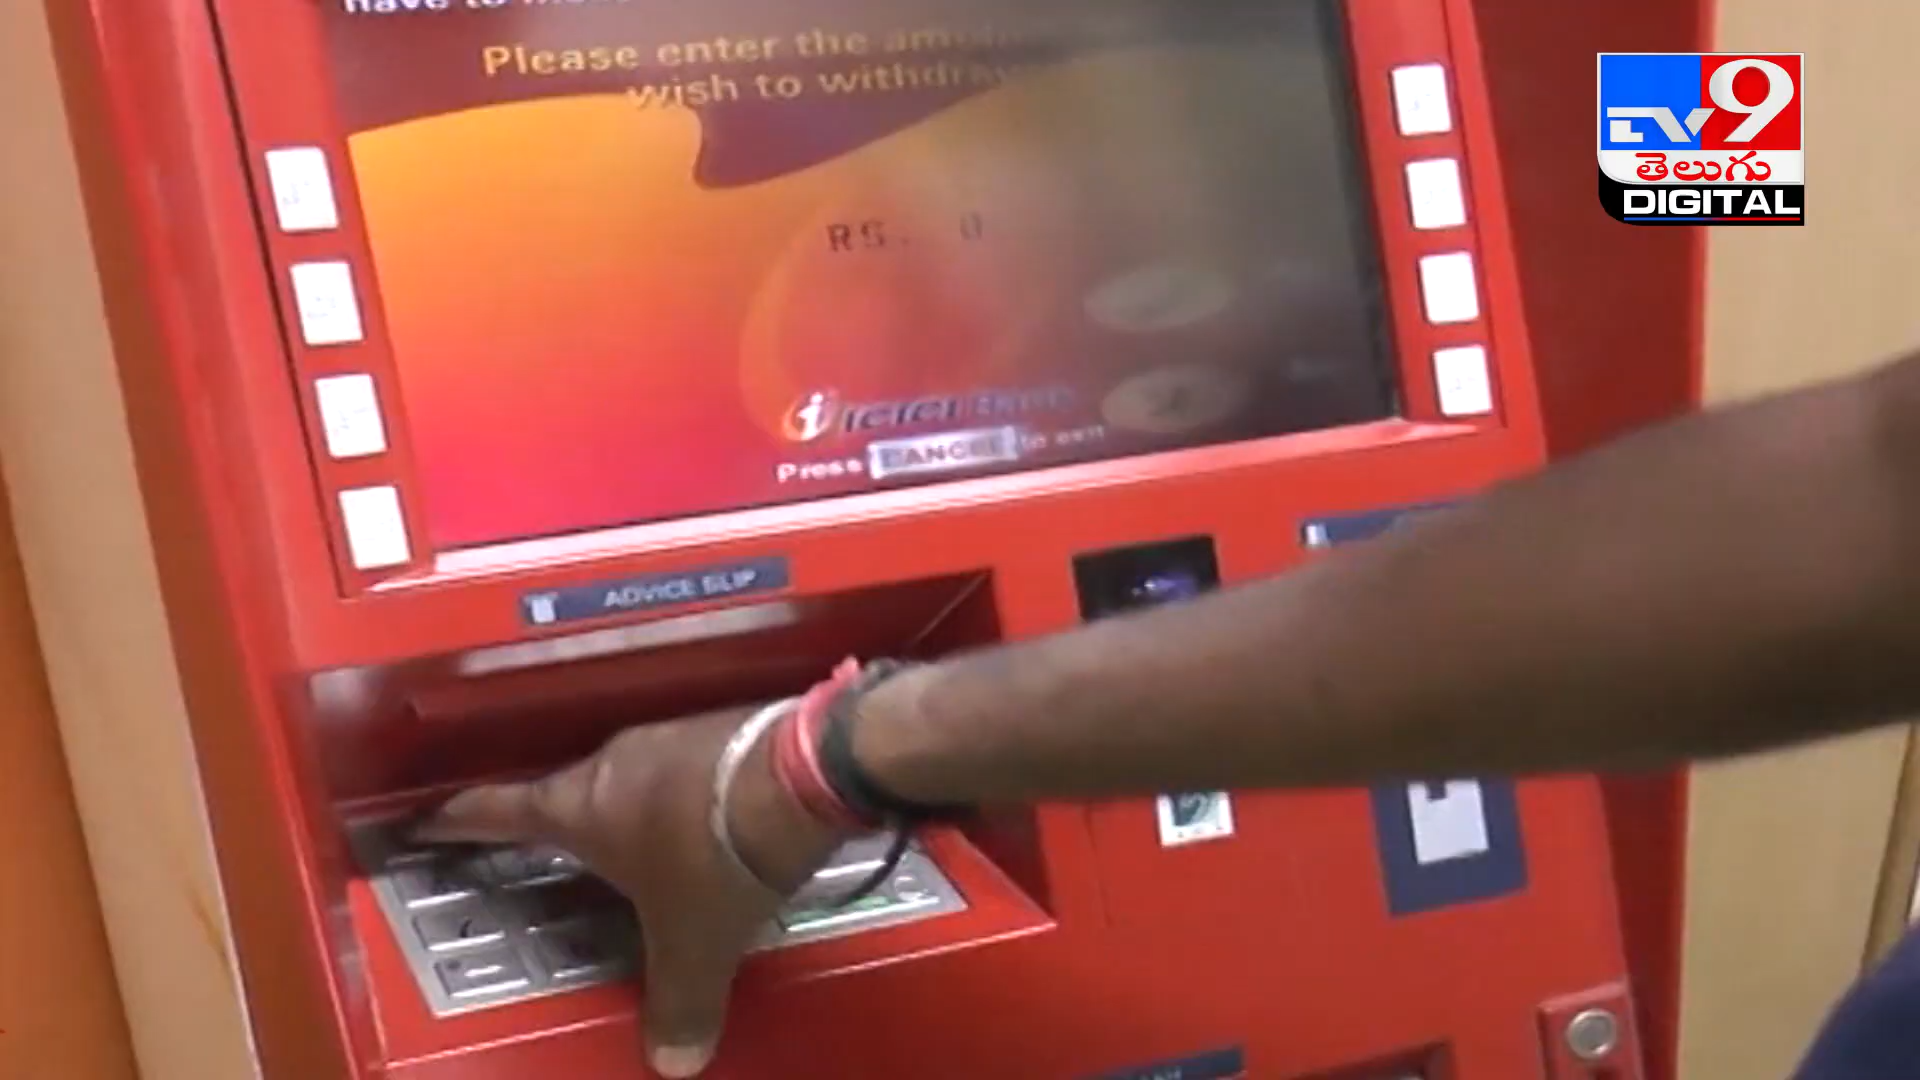 have to
Please enter the
wish to withdraw
RS. 0
TV9
తెలుగు
DIGITAL
i ICICI Bank
Press CANCEL to exit
ADVICE SLIP